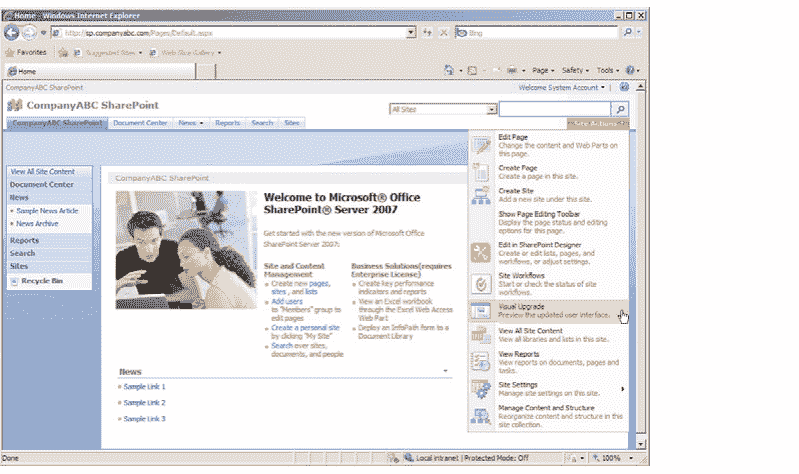 Home - Windows Internet Explorer
http://sp.companyabc.com/Pages/Default.aspx
Bing
Favorites Suggested Sites Web Slice Gallery
Home
Page Safety Tools
CompanyABC SharePoint
Welcome System Account
CompanyABC SharePoint
All Sites
CompanyABC SharePoint Document Center News Reports Search Sites Site Actions
View All Site Content
Document Center
News
Sample News Article
News Archive
Reports
Search
Sites
Recycle Bin
CompanyABC SharePoint
Welcome to Microsoft® Office
SharePoint® Server 2007
Get started with the new version of Microsoft Office
SharePoint Server 2007:
Site and Content
Management
Create new pages,
sites , and lists
Add users
to "Members" group to
edit pages
Create a personal site
by clicking "My Site"
Search over sites,
documents, and people
Business Solutions(requires
Enterprise License)
Create key performance
indicators and reports
View an Excel workbook
through the Excel Web Access
Web Part
Deploy an InfoPath form to a
Document Library
News
Sample Link 1
Sample Link 2
Sample Link 3
Edit Page
Change the content and Web Parts on
this page.
Create Page
Create a page in this site.
Create Site
Add a new site under this site.
Show Page Editing Toolbar
Display the page status and editing
options for this page.
Edit in SharePoint Designer
Create or edit lists, pages, and
workflows, or adjust settings.
Site Workflows
Start or check the status of site
workflows.
Visual Upgrade
Preview the updated user interface.
View All Site Content
View all libraries and lists in this site.
View Reports
View reports on documents, pages and
tasks.
Site Settings
Manage site settings on this site.
Manage Content and Structure
Reorganize content and structure in this
site collection.
Done
Local intranet | Protected Mode: Off
100%